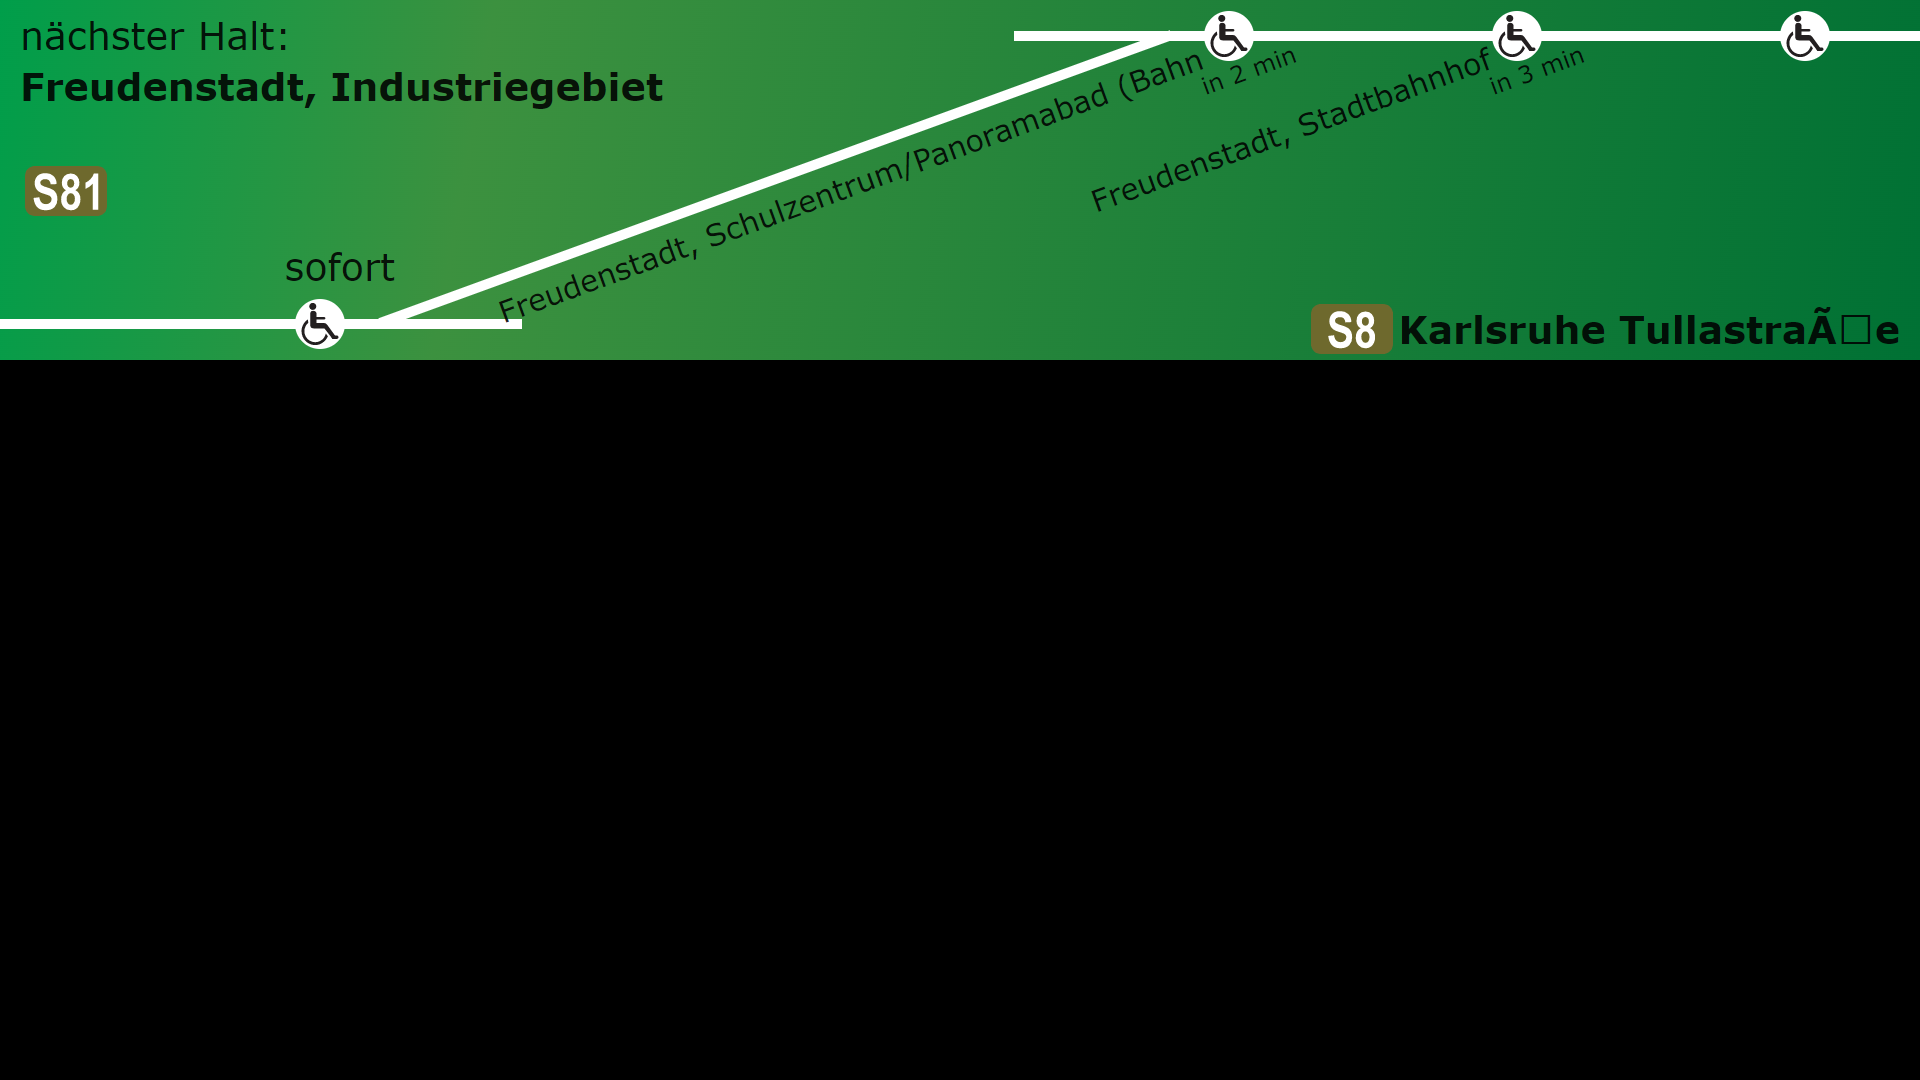 nächster Halt:
Freudenstadt, Industriegebiet
S81
sofort
Freudenstadt, Schulzentrum/Panoramabad (Bahn
in 2 min
Freudenstadt, Stadtbahnhof
in 3 min
S8 Karlsruhe TullastraÃ□e